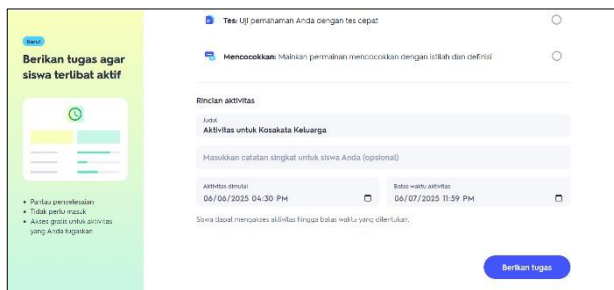 Baru!
Berikan tugas agar
siswa terlibat aktif
Pantau penyelesaian
Tidak perlu masuk
Akses gratis untuk aktivitas
yang Anda tugaskan
Tes: Uji pemahaman Anda dengan tes cepat
Mencocokkan: Mainkan permainan mencocokkan dengan istilah dan definisi
Rincian aktivitas
Judul
Aktivitas untuk Kosakata Keluarga
Masukkan catatan singkat untuk siswa Anda (opsional)
Aktivitas dimulai
06/06/2025 04:30 PM
Batas waktu aktivitas
06/07/2025 11:59 PM
Siswa dapat mengakses aktivitas hingga batas waktu yang ditentukan.
Berikan tugas